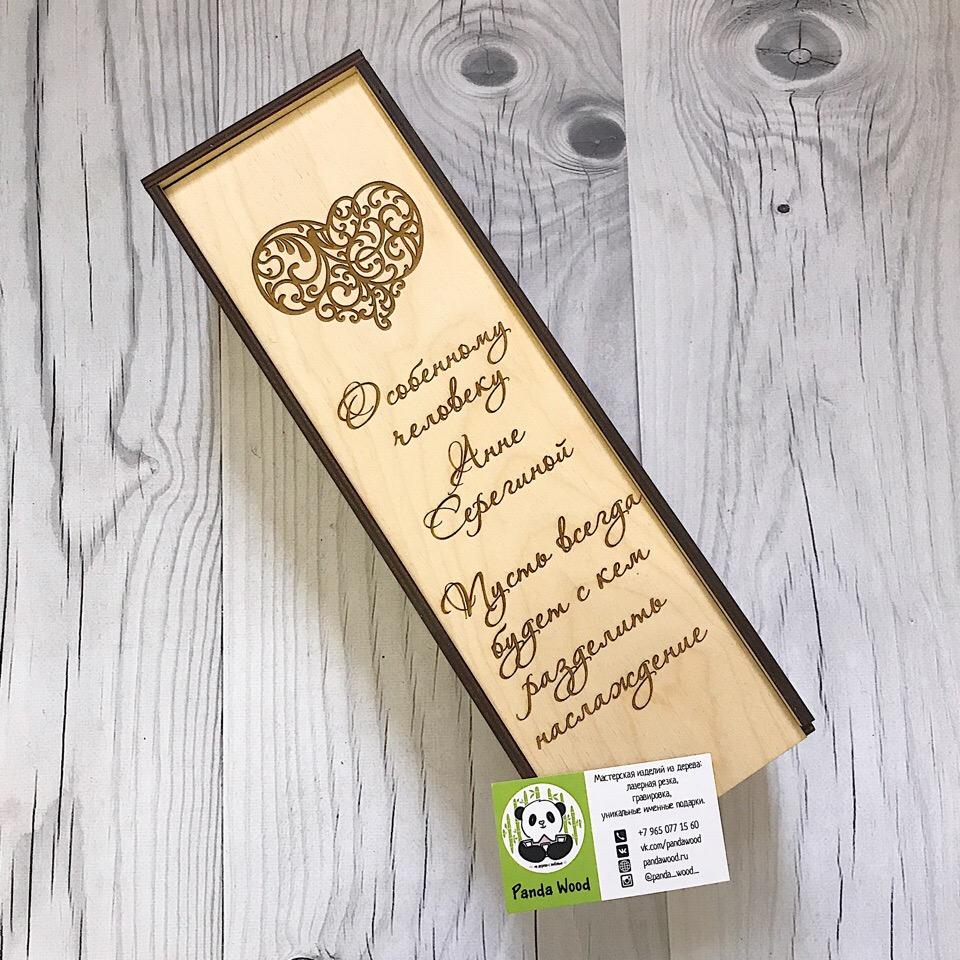 Особенному
человеку
Анне
Серегиной
Пусть всегда
будет с кем
разделить
наслаждение
Мастерская изделий из дерева:
лазерная резка,
гравировка,
уникальные именные подарки.
+7 965 077 15 60
vk.com/pandawood
pandawood.ru
@panda_wood_
Panda Wood